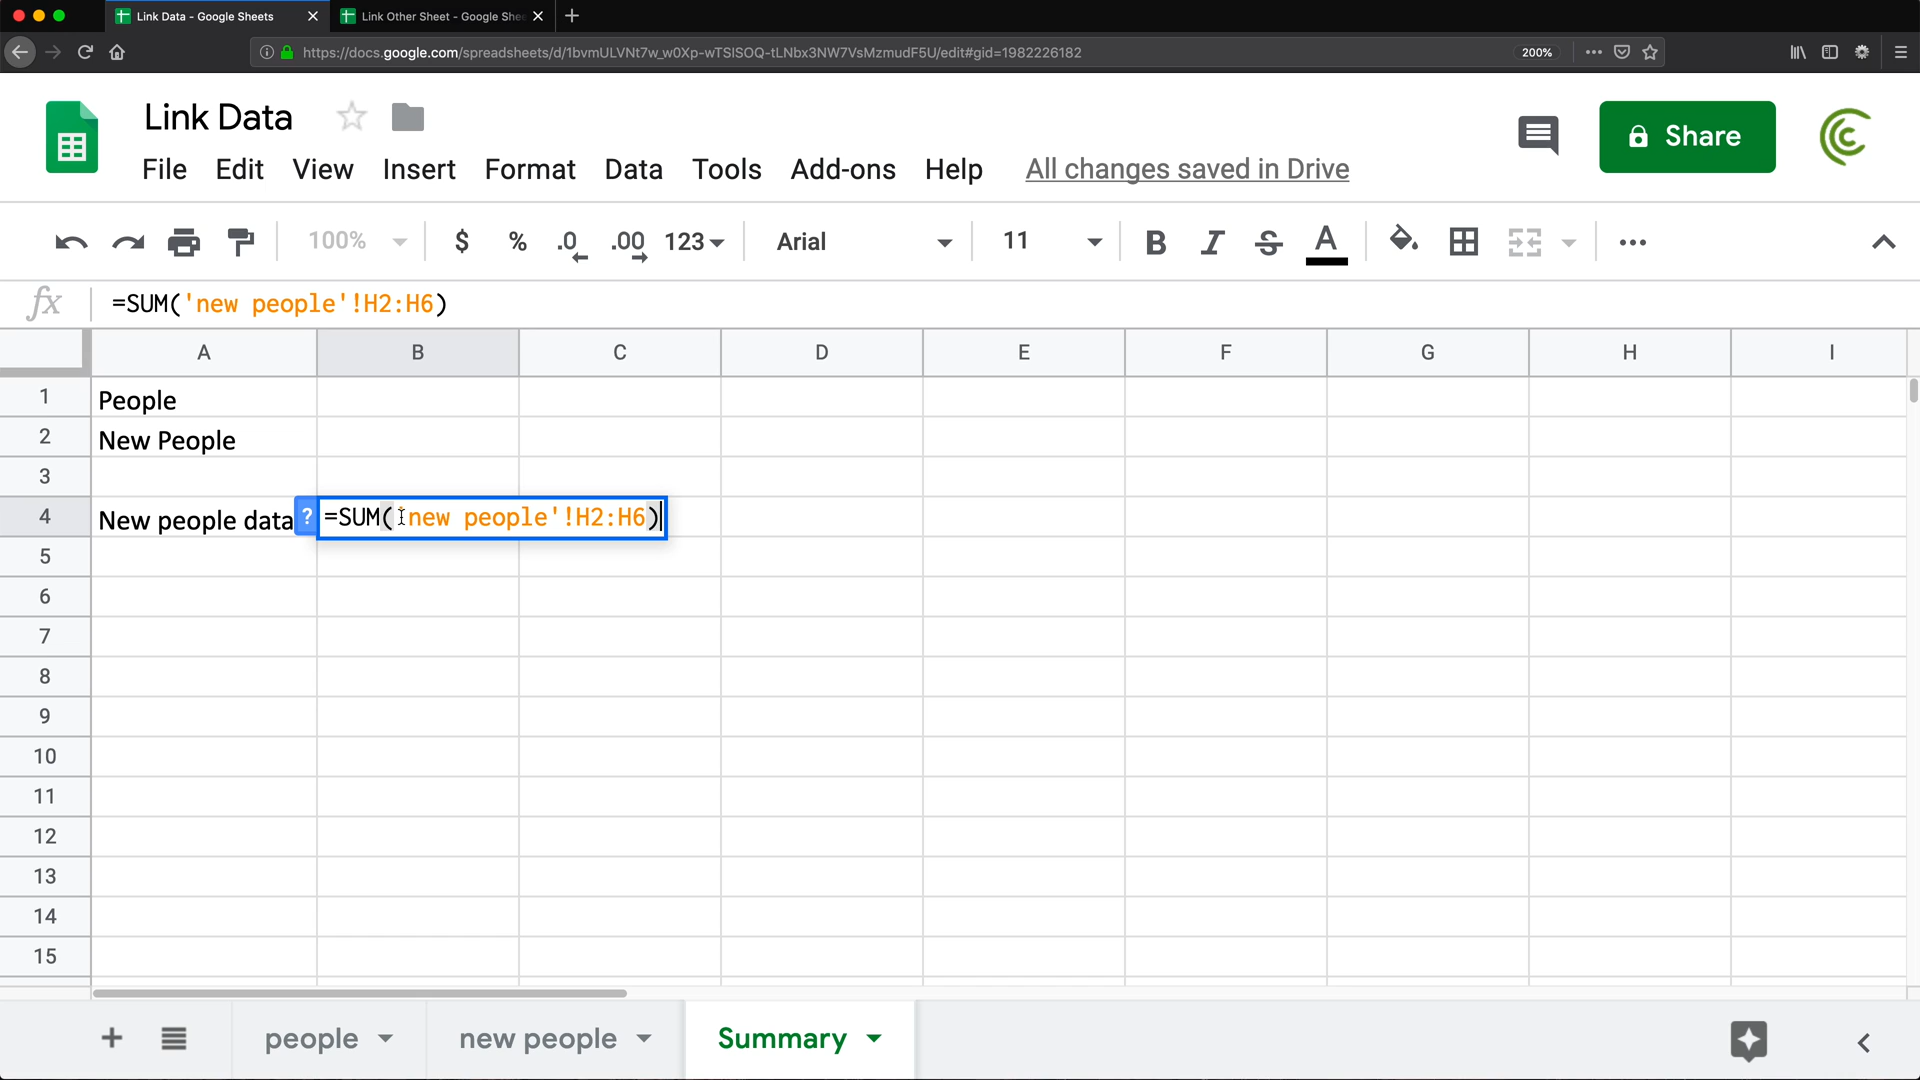 Link Data - Google Sheets
Link Other Sheet - Google She
https://docs.google.com/spreadsheets/d/1bvmULVNt7w_w0Xp-wTSISOQ-tLNbx3NW7VsMzmudF5U/edit#gid=1982226182
200%
Link Data
Share
File Edit View Insert Format Data Tools Add-ons Help All changes saved in Drive
100% $ % .0 .00 123 Arial 11 B I S A
fx =SUM('new people'!H2:H6)
A B C D E F G H I
1 People
2 New People
3
4 New people data ? =SUM('new people'!H2:H6)
5
6
7
8
9
10
11
12
13
14
15
people new people Summary